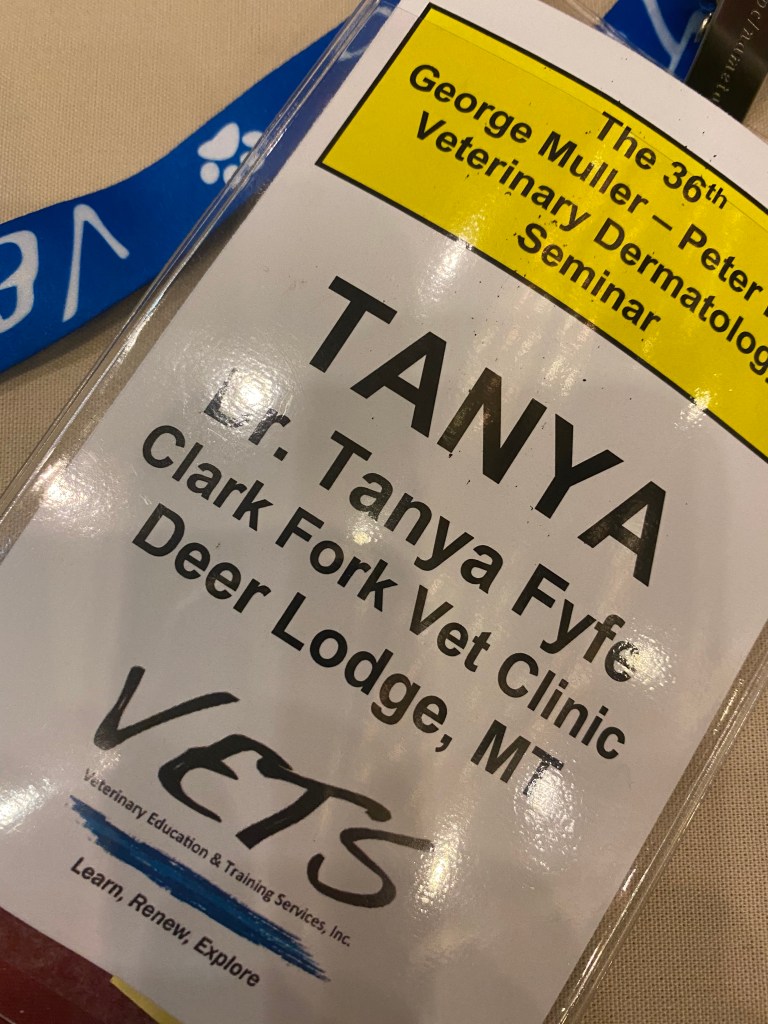 The 36th
George Muller – Peter
Veterinary Dermatology
Seminar
TANYA
Dr. Tanya Fyfe
Clark Fork Vet Clinic
Deer Lodge, MT
VETS
Veterinary Education & Training Services, Inc.
Learn, Renew, Explore